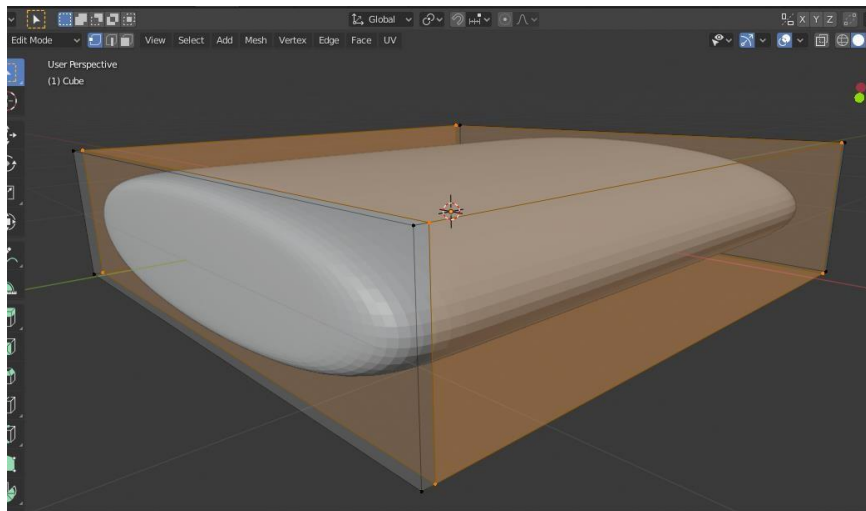 Global
X Y Z
Edit Mode View Select Add Mesh Vertex Edge Face UV
User Perspective
(1) Cube